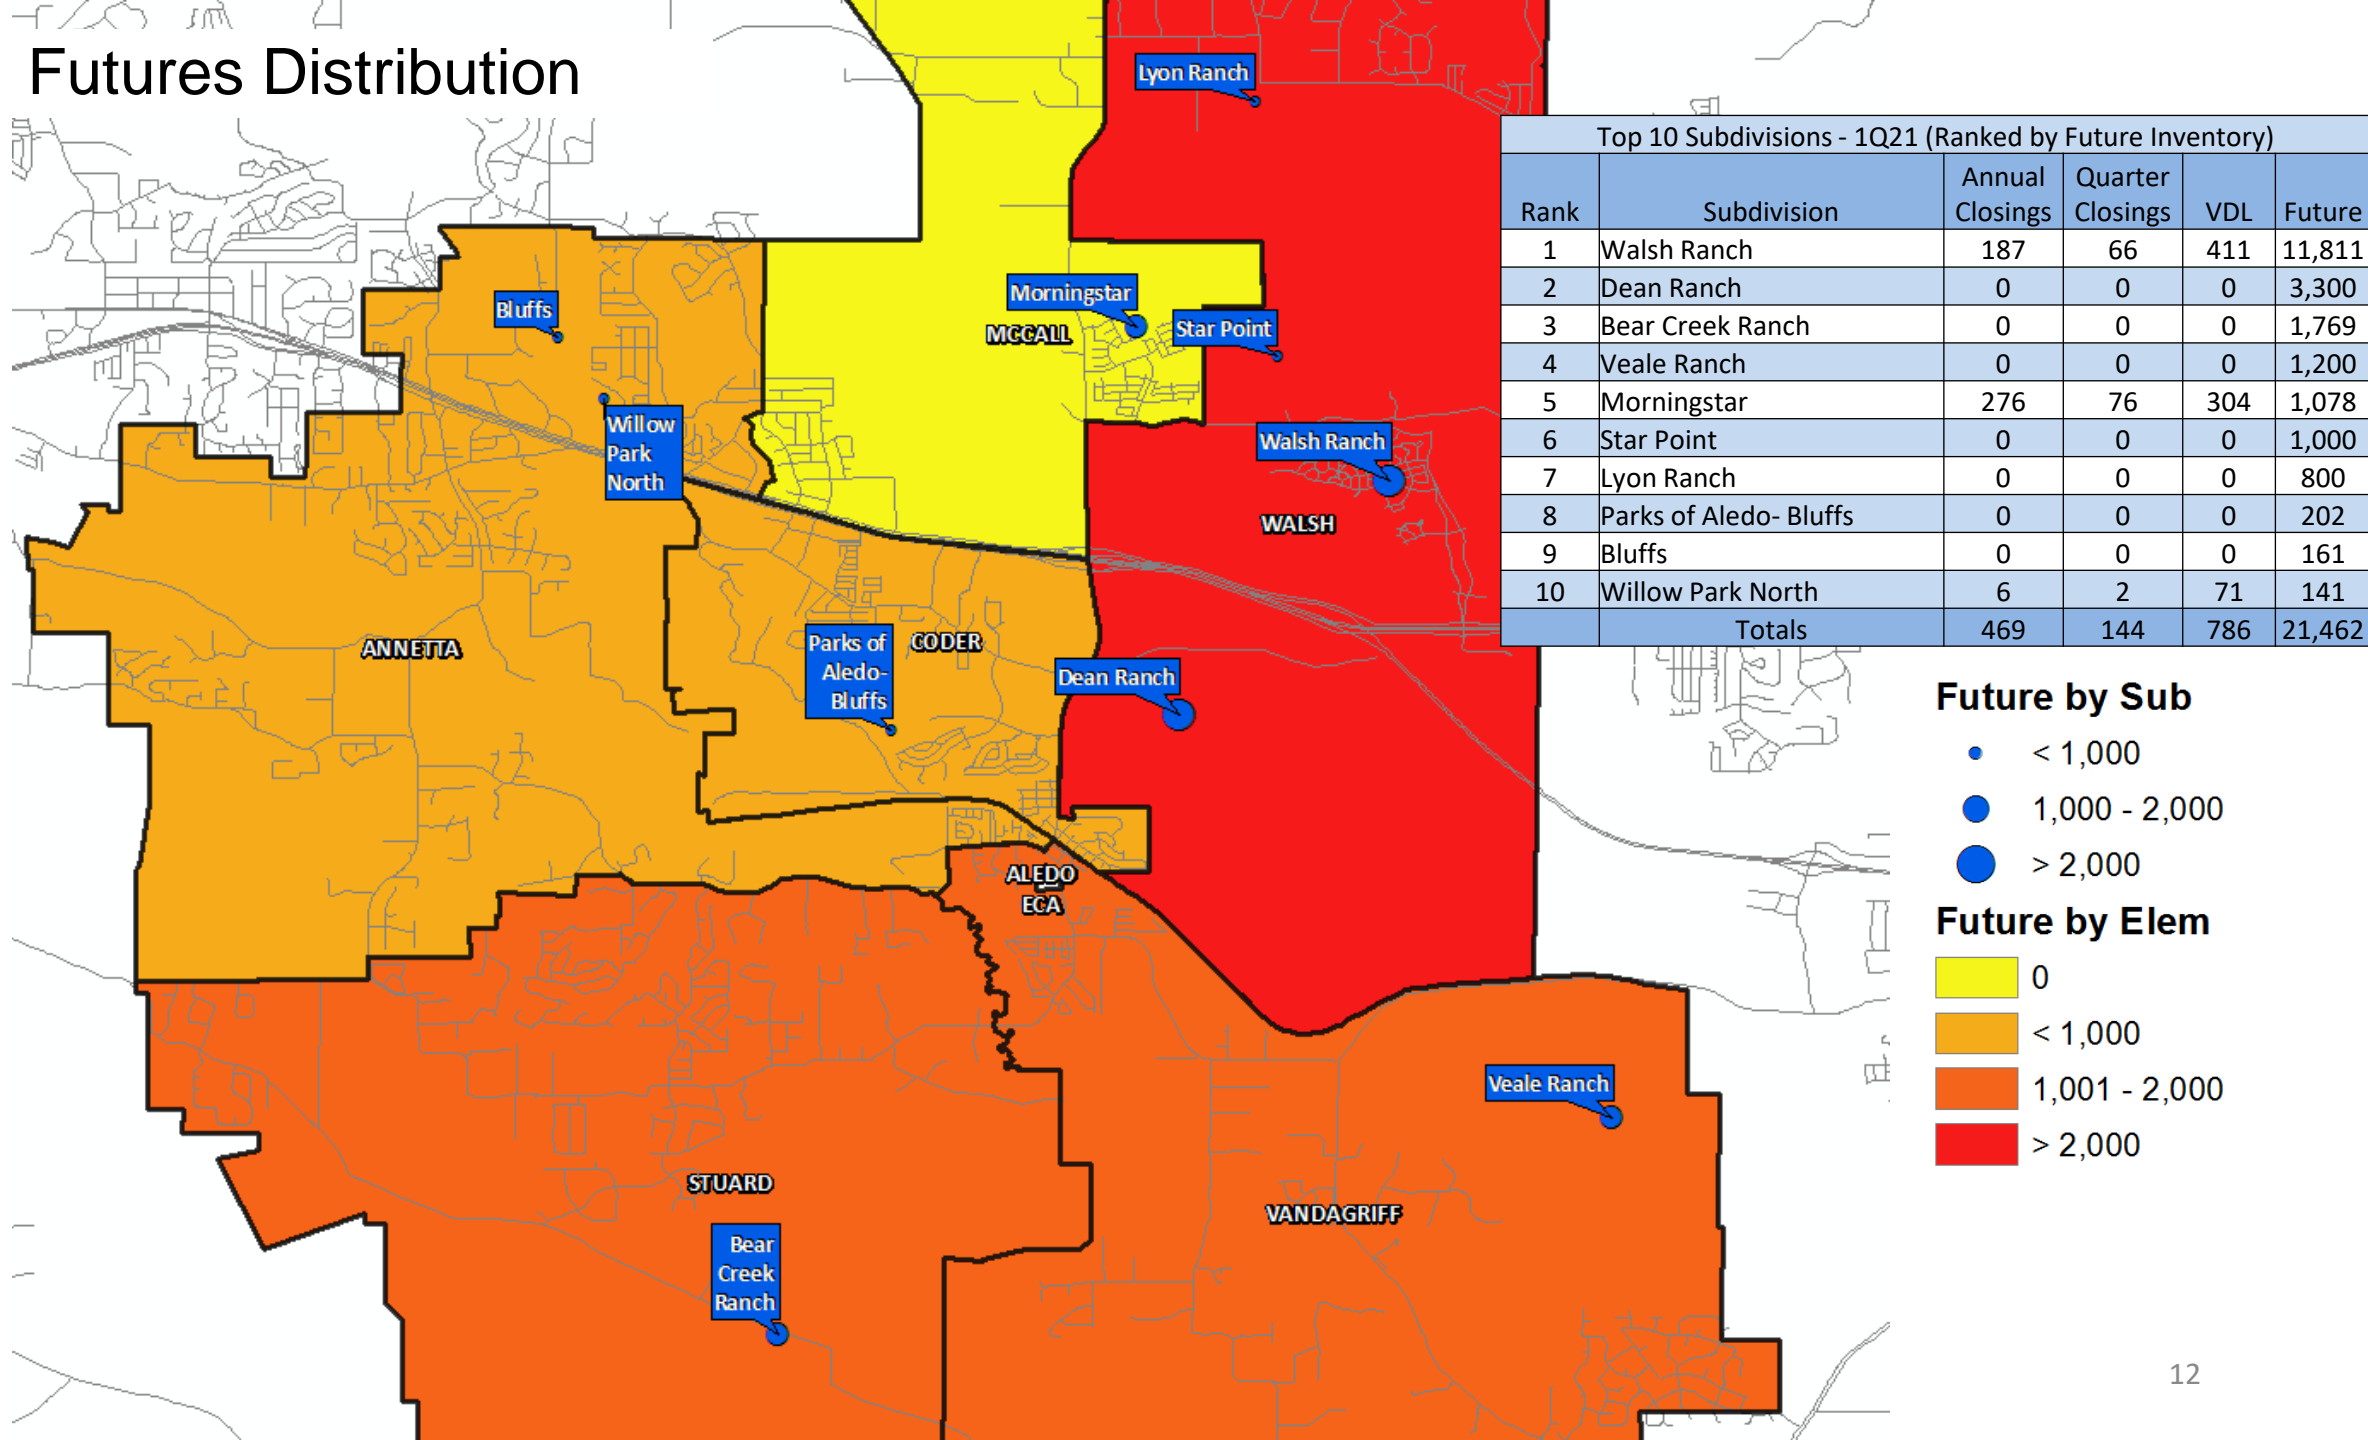 Futures Distribution
Lyon Ranch
Top 10 Subdivisions - 1Q21 (Ranked by Future Inventory)
Rank Subdivision Annual Closings Quarter Closings VDL Future
1 Walsh Ranch 187 66 411 11,811
2 Dean Ranch 0 0 0 3,300
3 Bear Creek Ranch 0 0 0 1,769
4 Veale Ranch 0 0 0 1,200
5 Morningstar 276 76 304 1,078
6 Star Point 0 0 0 1,000
7 Lyon Ranch 0 0 0 800
8 Parks of Aledo- Bluffs 0 0 0 202
9 Bluffs 0 0 0 161
10 Willow Park North 6 2 71 141
Totals 469 144 786 21,462
Bluffs
Morningstar
MCCALL
Star Point
Willow
Park
North
Walsh Ranch
WALSH
ANNETTA
Parks of
Aledo-
Bluffs
CODER
Dean Ranch
ALEDO
ECA
Veale Ranch
STUARD
VANDAGRIFF
Bear
Creek
Ranch
Future by Sub
< 1,000
1,000 - 2,000
> 2,000
Future by Elem
0
< 1,000
1,001 - 2,000
> 2,000
12